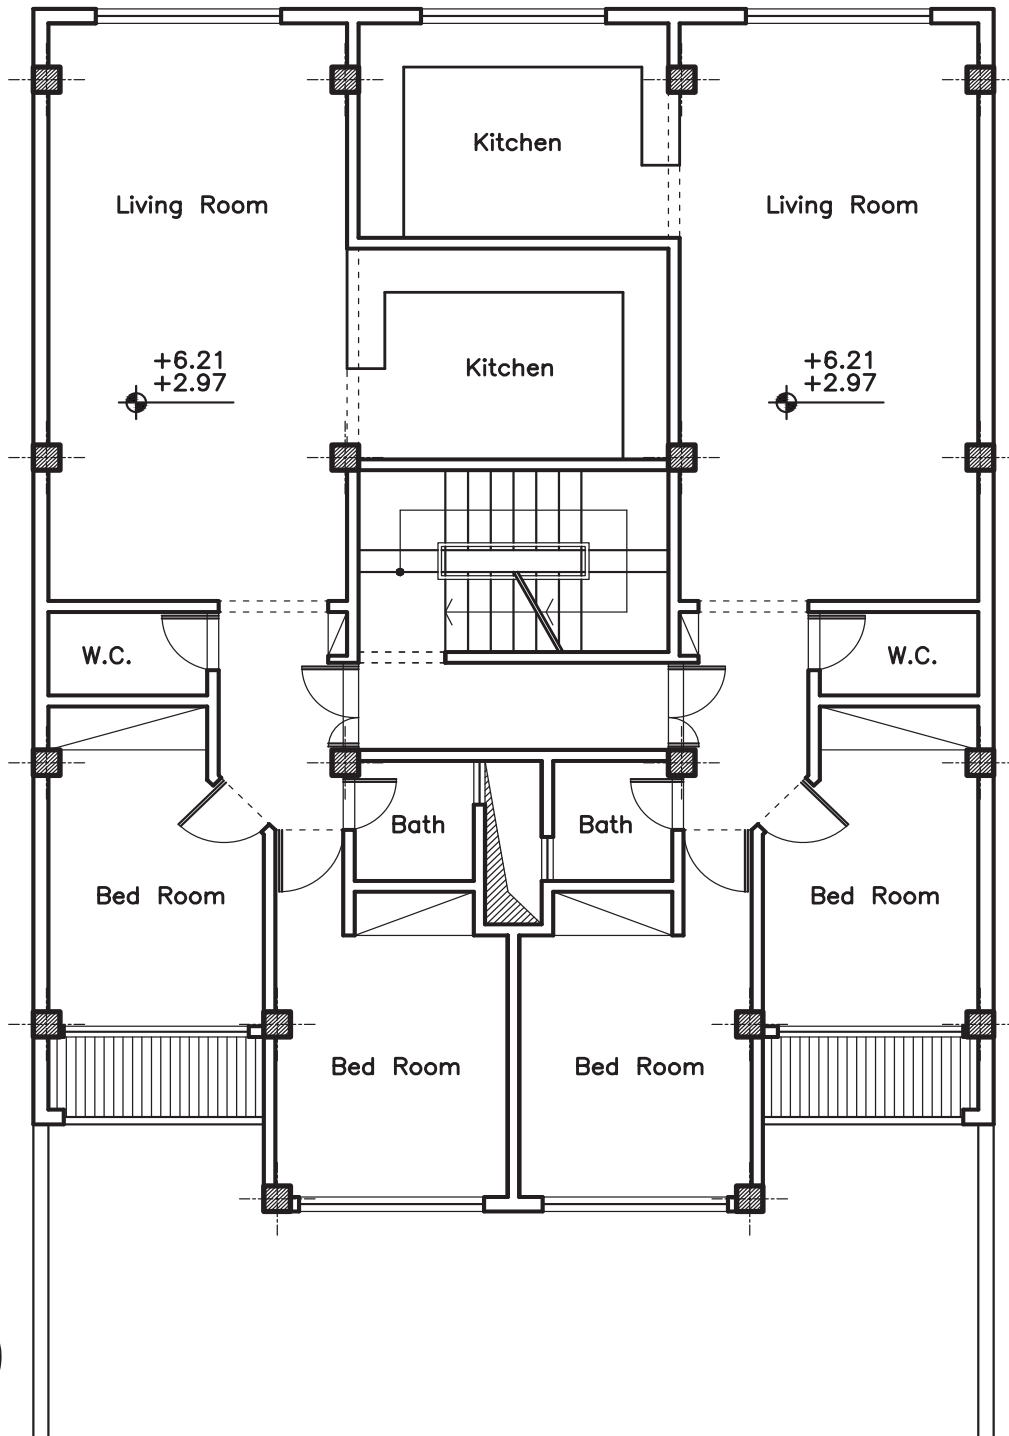 Kitchen
Living Room
Living Room
+6.21
+2.97
Kitchen
+6.21
+2.97
W.C.
W.C.
Bath
Bath
Bed Room
Bed Room
Bed Room
Bed Room